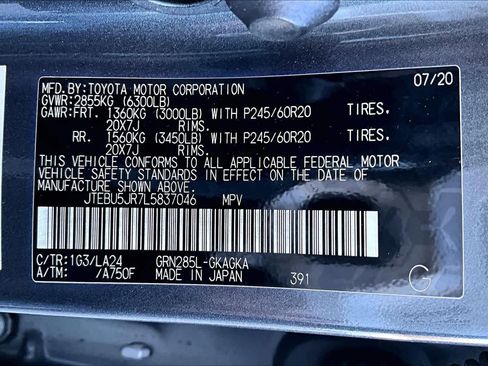 MFD.BY:TOYOTA MOTOR CORPORATION 07/20
GVWR:2855KG (6300LB)
GAWR:FRT. 1360KG (3000LB) WITH P245/60R20 TIRES.
20X7J RIMS.
RR. 1560KG (3450LB) WITH P245/60R20 TIRES.
20X7J RIMS.
THIS VEHICLE CONFORMS TO ALL APPLICABLE FEDERAL MOTOR
VEHICLE SAFETY STANDARDS IN EFFECT ON THE DATE OF
MANUFACTURE SHOWN ABOVE.
JTEBU5JR7L5837046 MPV
C/TR:1G3/LA24 GRN285L-GKAGKA
A/TM: /A750F MADE IN JAPAN 391 G